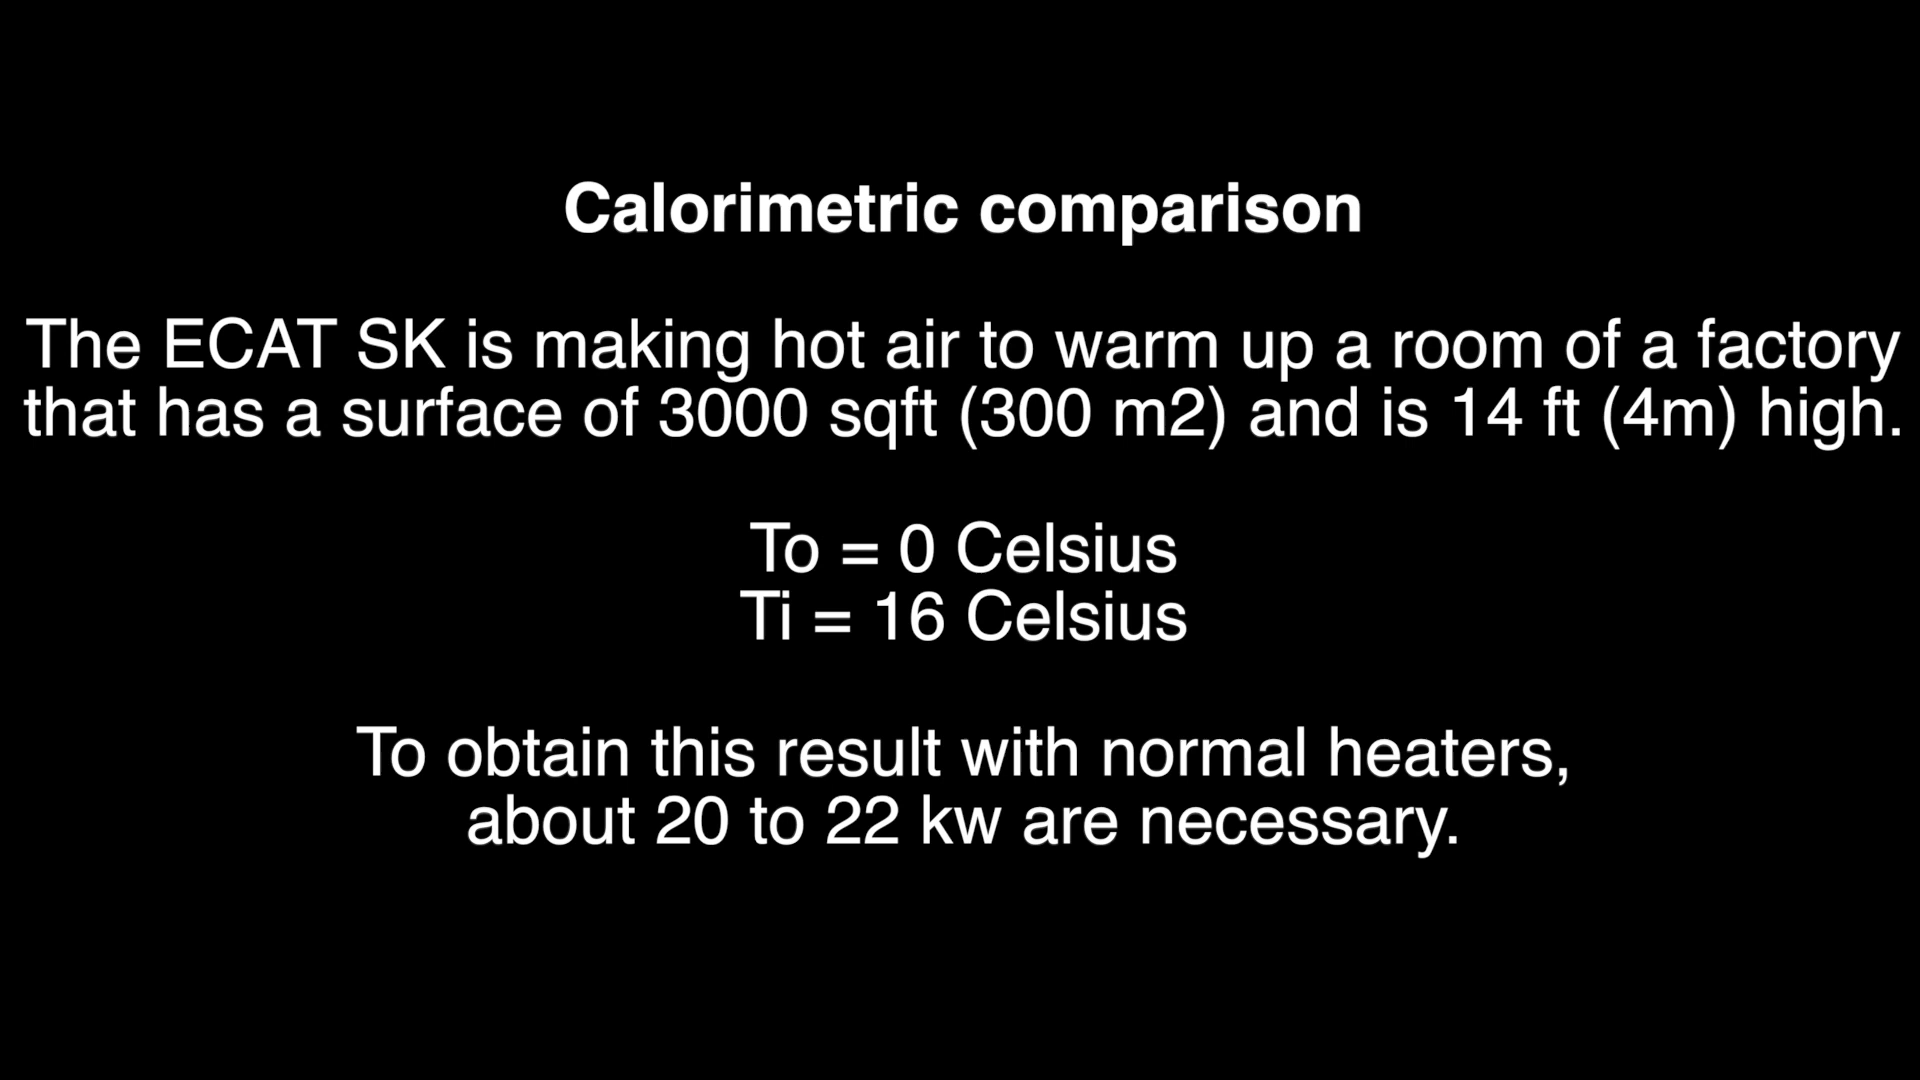 Calorimetric comparison
The ECAT SK is making hot air to warm up a room of a factory
that has a surface of 3000 sqft (300 m2) and is 14 ft (4m) high.
To = 0 Celsius
Ti = 16 Celsius
To obtain this result with normal heaters,
about 20 to 22 kw are necessary.